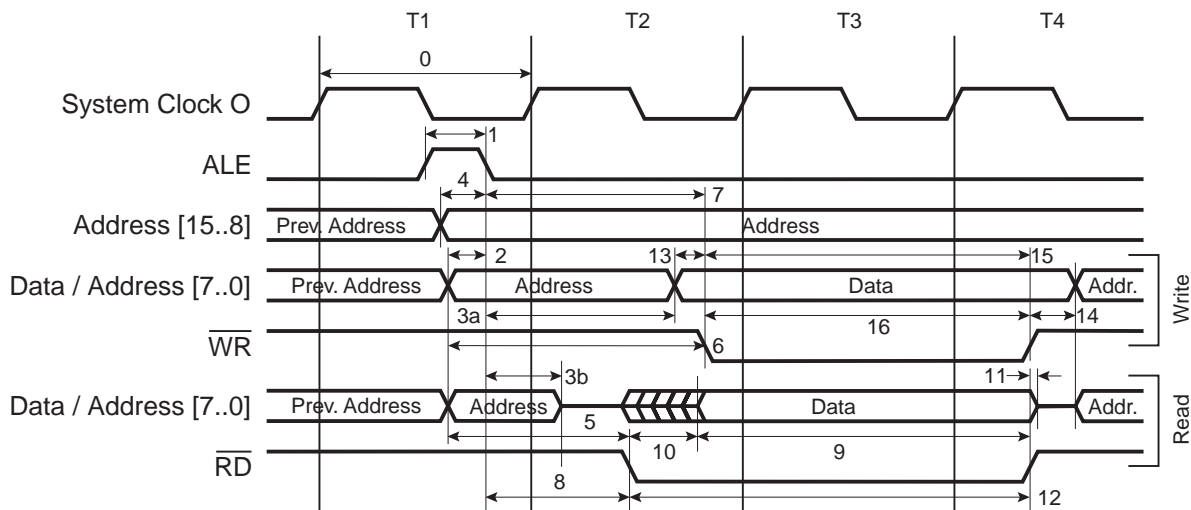 T1 T2 T3 T4
0
System Clock O
1
ALE
4 7
Address [15..8] Prev. Address Address
2 13 15
Data / Address [7..0] Prev. Address Address Data Addr.
3a 16 14
WR 6
Write
3b 11
Data / Address [7..0] Prev. Address Address Data Addr.
5 10 9
Read
RD
8 12